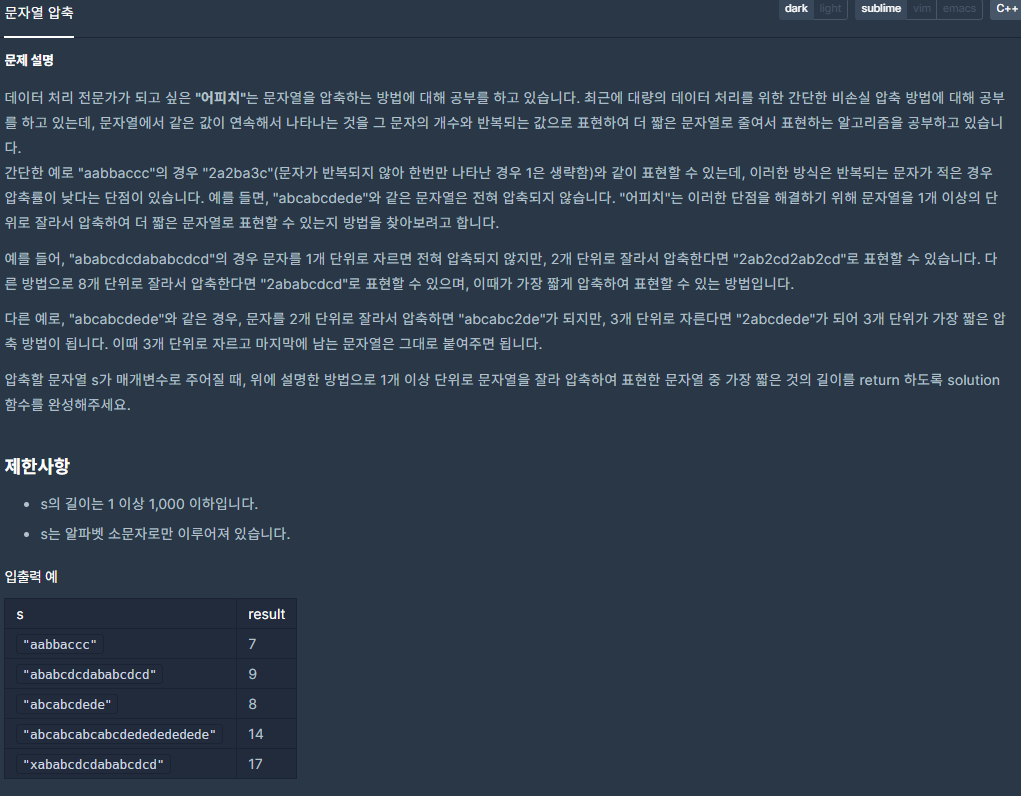 문자열 압축
dark light sublime vim emacs C++
문제 설명
데이터 처리 전문가가 되고 싶은 "어피치"는 문자열을 압축하는 방법에 대해 공부를 하고 있습니다. 최근에 대량의 데이터 처리를 위한 간단한 비손실 압축 방법에 대해 공부
를 하고 있는데, 문자열에서 같은 값이 연속해서 나타나는 것을 그 문자의 개수와 반복되는 값으로 표현하여 더 짧은 문자열로 줄여서 표현하는 알고리즘을 공부하고 있습니
다.
간단한 예로 "aabbaccc"의 경우 "2a2ba3c"(문자가 반복되지 않아 한번만 나타난 경우 1은 생략함)와 같이 표현할 수 있는데, 이러한 방식은 반복되는 문자가 적은 경우
압축률이 낮다는 단점이 있습니다. 예를 들면, "abcabcdede"와 같은 문자열은 전혀 압축되지 않습니다. "어피치"는 이러한 단점을 해결하기 위해 문자열을 1개 이상의 단
위로 잘라서 압축하여 더 짧은 문자열로 표현할 수 있는지 방법을 찾아보려고 합니다.
예를 들어, "ababcdcdababcdcd"의 경우 문자를 1개 단위로 자르면 전혀 압축되지 않지만, 2개 단위로 잘라서 압축한다면 "2ab2cd2ab2cd"로 표현할 수 있습니다. 다
른 방법으로 8개 단위로 잘라서 압축한다면 "2ababcdcd"로 표현할 수 있으며, 이때가 가장 짧게 압축하여 표현할 수 있는 방법입니다.
다른 예로, "abcabcdede"와 같은 경우, 문자를 2개 단위로 잘라서 압축하면 "abcabc2de"가 되지만, 3개 단위로 자른다면 "2abcdede"가 되어 3개 단위가 가장 짧은 압
축 방법이 됩니다. 이때 3개 단위로 자르고 마지막에 남는 문자열은 그대로 붙여주면 됩니다.
압축할 문자열 s가 매개변수로 주어질 때, 위에 설명한 방법으로 1개 이상 단위로 문자열을 잘라 압축하여 표현한 문자열 중 가장 짧은 것의 길이를 return 하도록 solution
함수를 완성해주세요.
제한사항
• s의 길이는 1 이상 1,000 이하입니다.
• s는 알파벳 소문자로만 이루어져 있습니다.
입출력 예
s result
"aabbaccc" 7
"ababcdcdababcdcd" 9
"abcabcdede" 8
"abcabcabcabcdededededede" 14
"xababcdcdababcdcd" 17